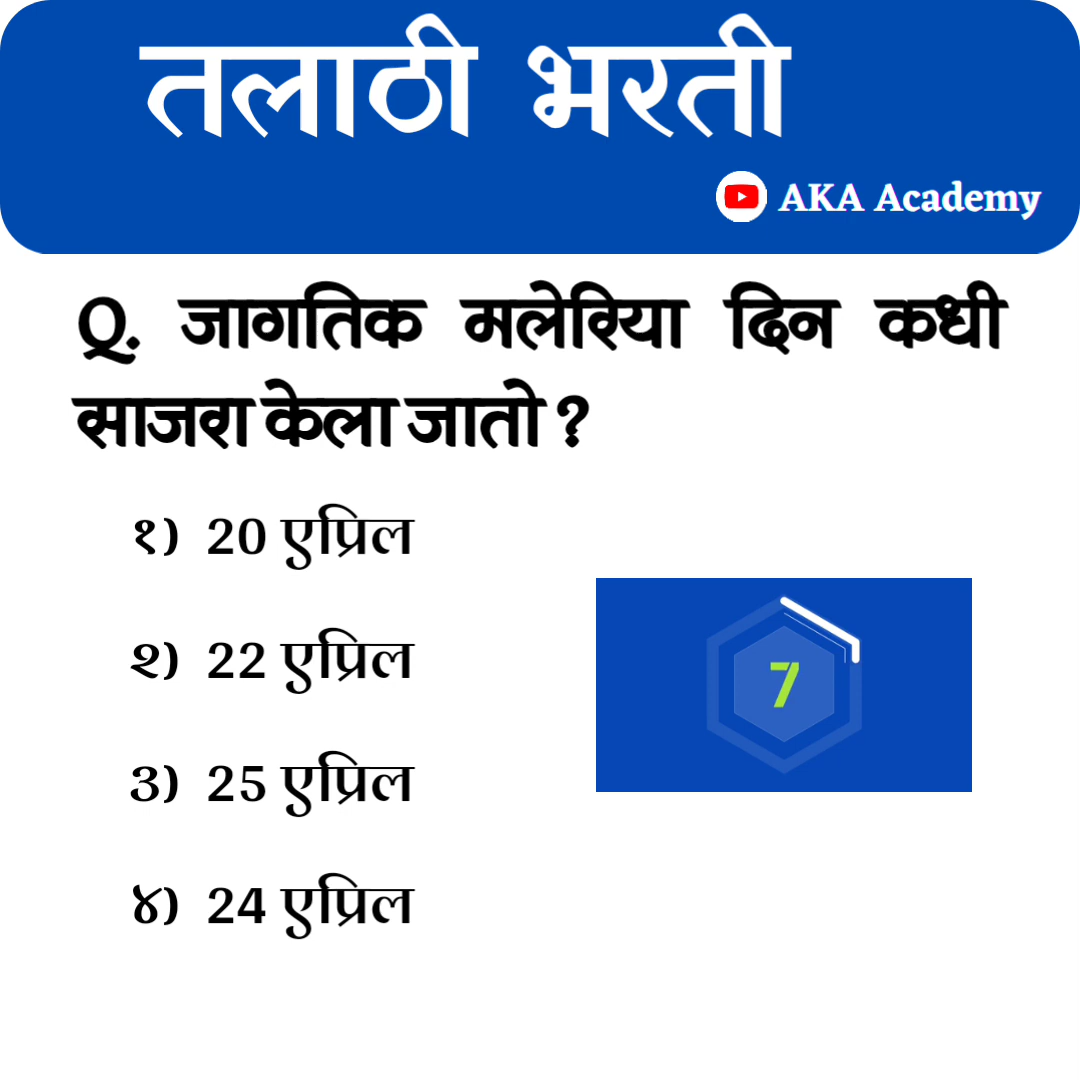 तलाठी भरती
AKA Academy
Q. जागतिक मलेरिया दिन कधी
साजरा केला जातो ?
१) 20 एप्रिल
२) 22 एप्रिल
३) 25 एप्रिल
7
४) 24 एप्रिल